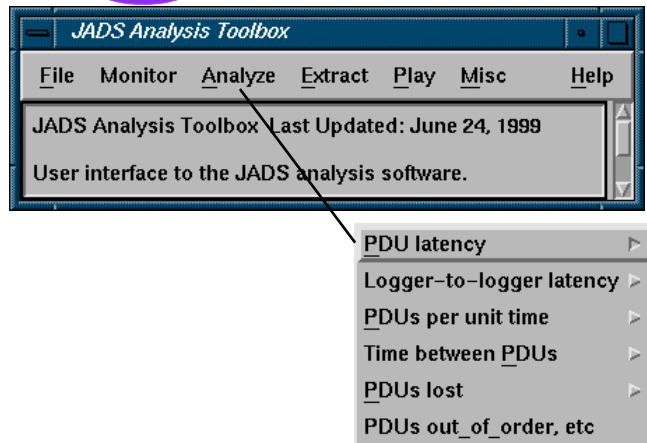 JADS Analysis Toolbox
File Monitor Analyze Extract Play Misc Help
JADS Analysis Toolbox Last Updated: June 24, 1999
User interface to the JADS analysis software.
PDU latency
Logger-to-logger latency
PDUs per unit time
Time between PDUs
PDUs lost
PDUs out_of_order, etc